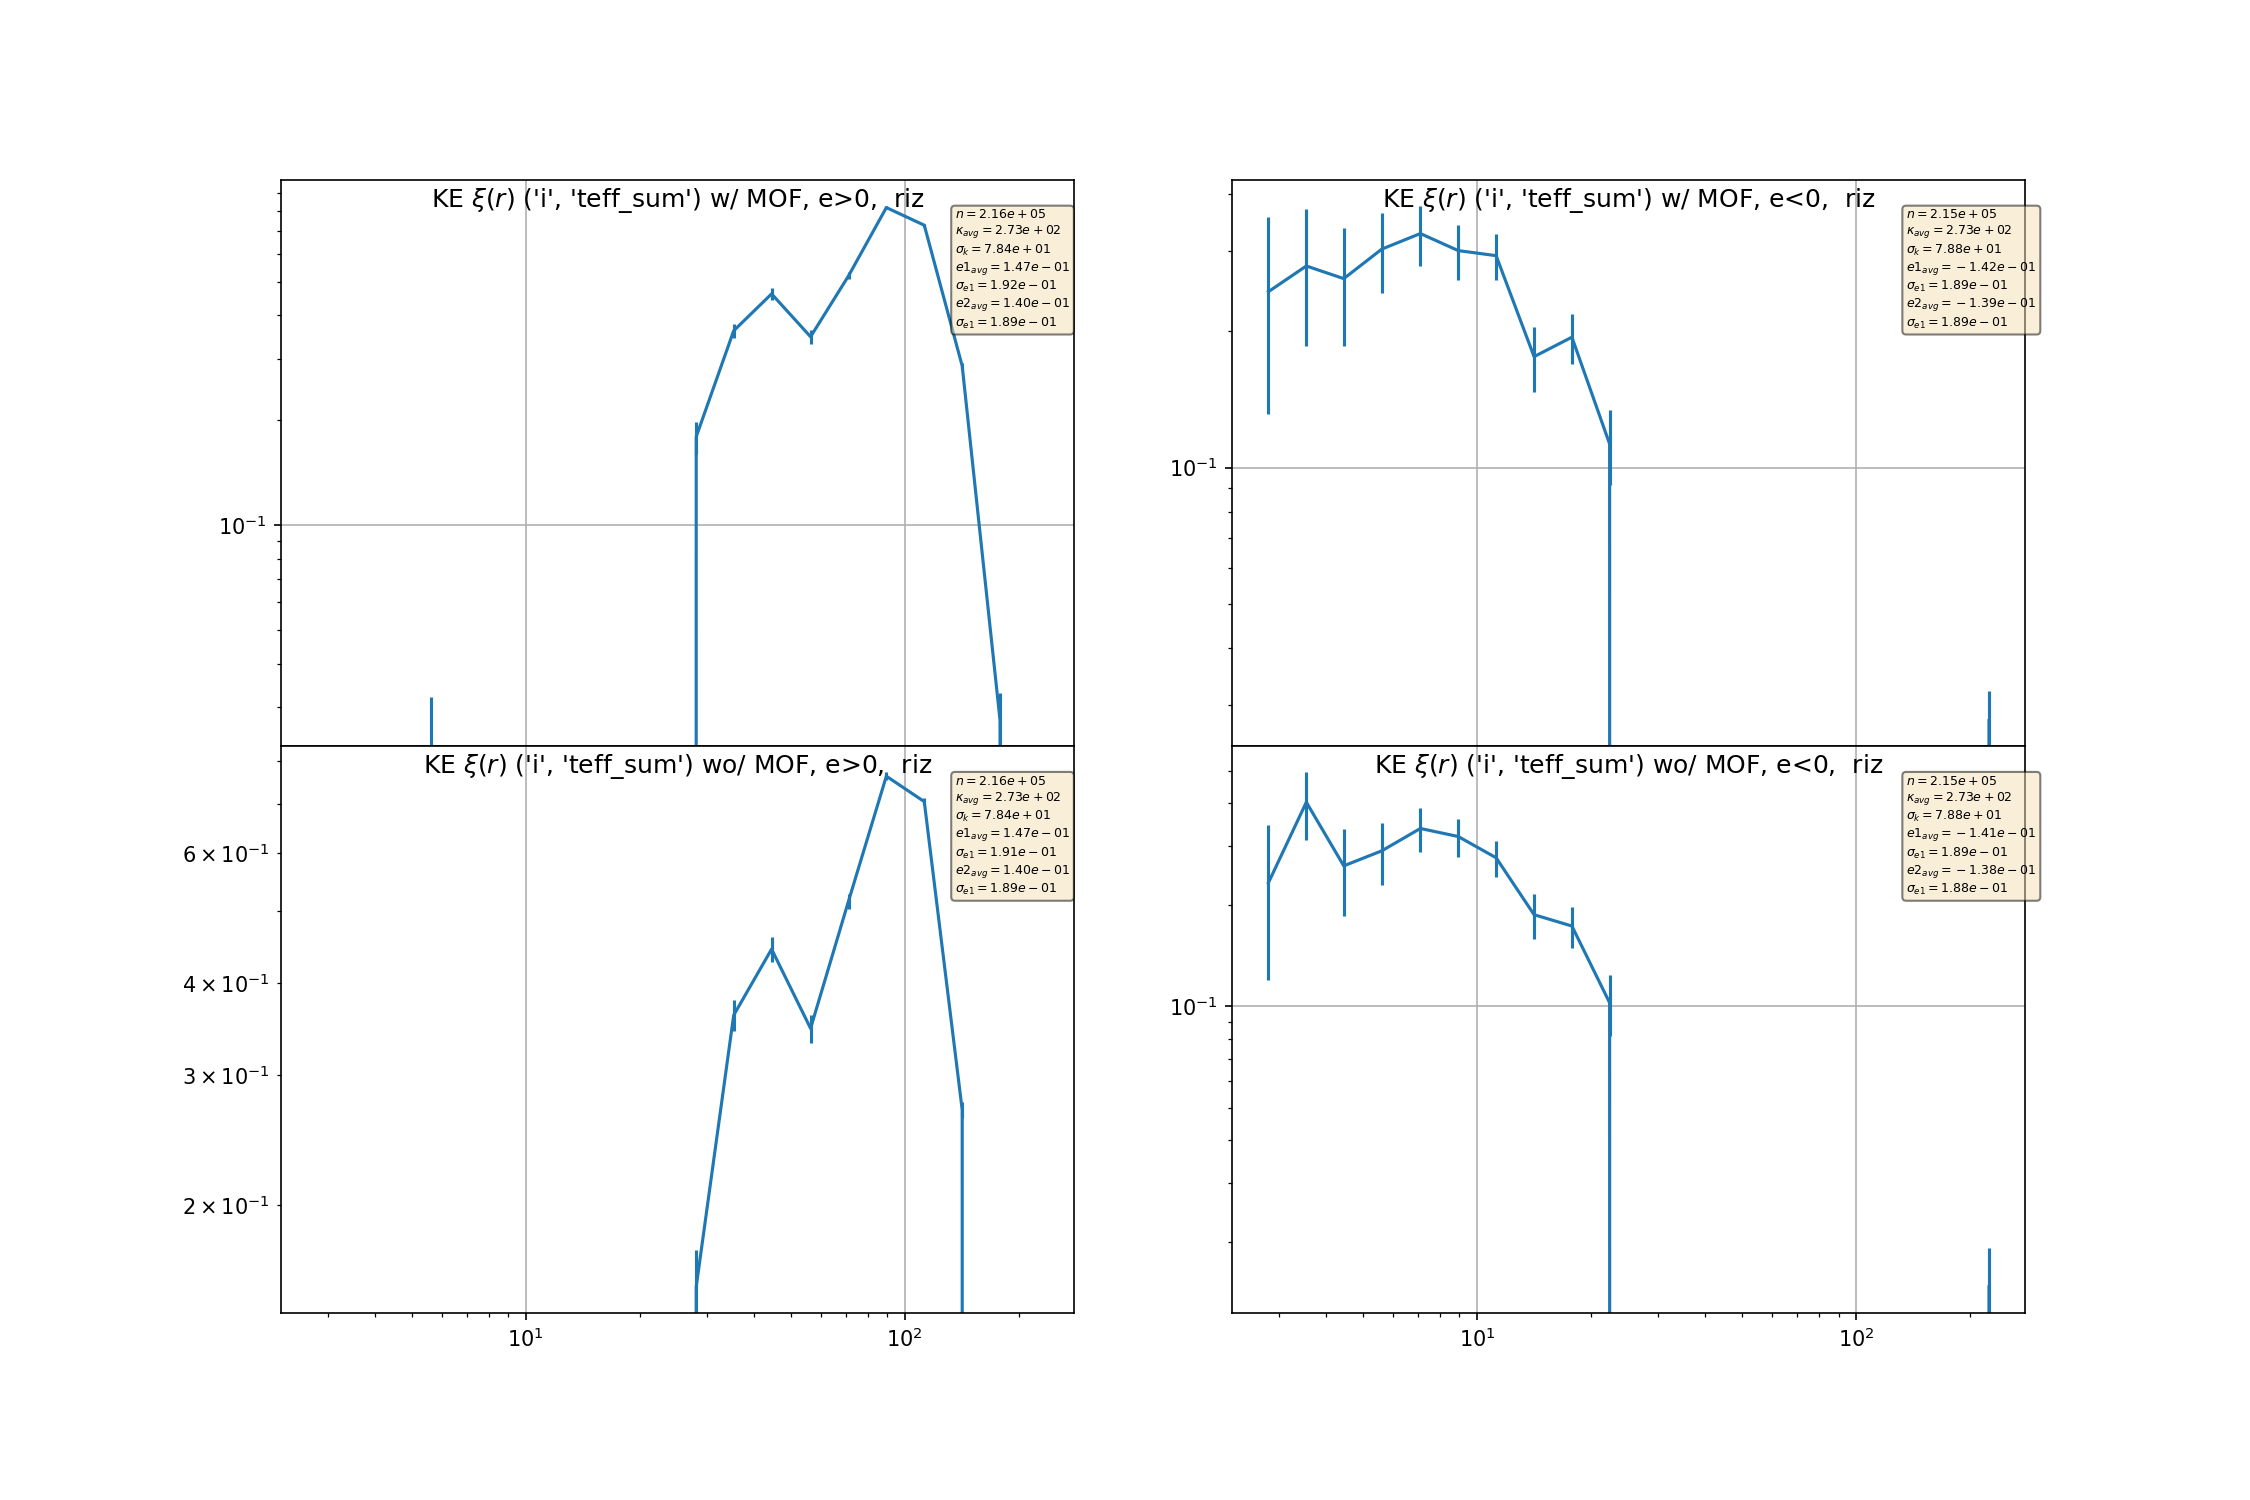 KE ξ(r) ('i', 'teff_sum') w/ MOF, e>0,  riz
n = 2.16e + 05
κavg = 2.73e + 02
σk = 7.84e + 01
e1avg = 1.47e − 01
σe1 = 1.92e − 01
e2avg = 1.40e − 01
σe1 = 1.89e − 01
10−1
KE ξ(r) ('i', 'teff_sum') w/ MOF, e<0,  riz
n = 2.15e + 05
κavg = 2.73e + 02
σk = 7.88e + 01
e1avg = −1.42e − 01
σe1 = 1.89e − 01
e2avg = −1.39e − 01
σe1 = 1.89e − 01
10−1
KE ξ(r) ('i', 'teff_sum') wo/ MOF, e>0,  riz
n = 2.16e + 05
κavg = 2.73e + 02
σk = 7.84e + 01
e1avg = 1.47e − 01
σe1 = 1.91e − 01
e2avg = 1.40e − 01
σe1 = 1.89e − 01
6 × 10−1
4 × 10−1
3 × 10−1
2 × 10−1
101 102
KE ξ(r) ('i', 'teff_sum') wo/ MOF, e<0,  riz
n = 2.15e + 05
κavg = 2.73e + 02
σk = 7.88e + 01
e1avg = −1.41e − 01
σe1 = 1.89e − 01
e2avg = −1.38e − 01
σe1 = 1.88e − 01
10−1
101 102